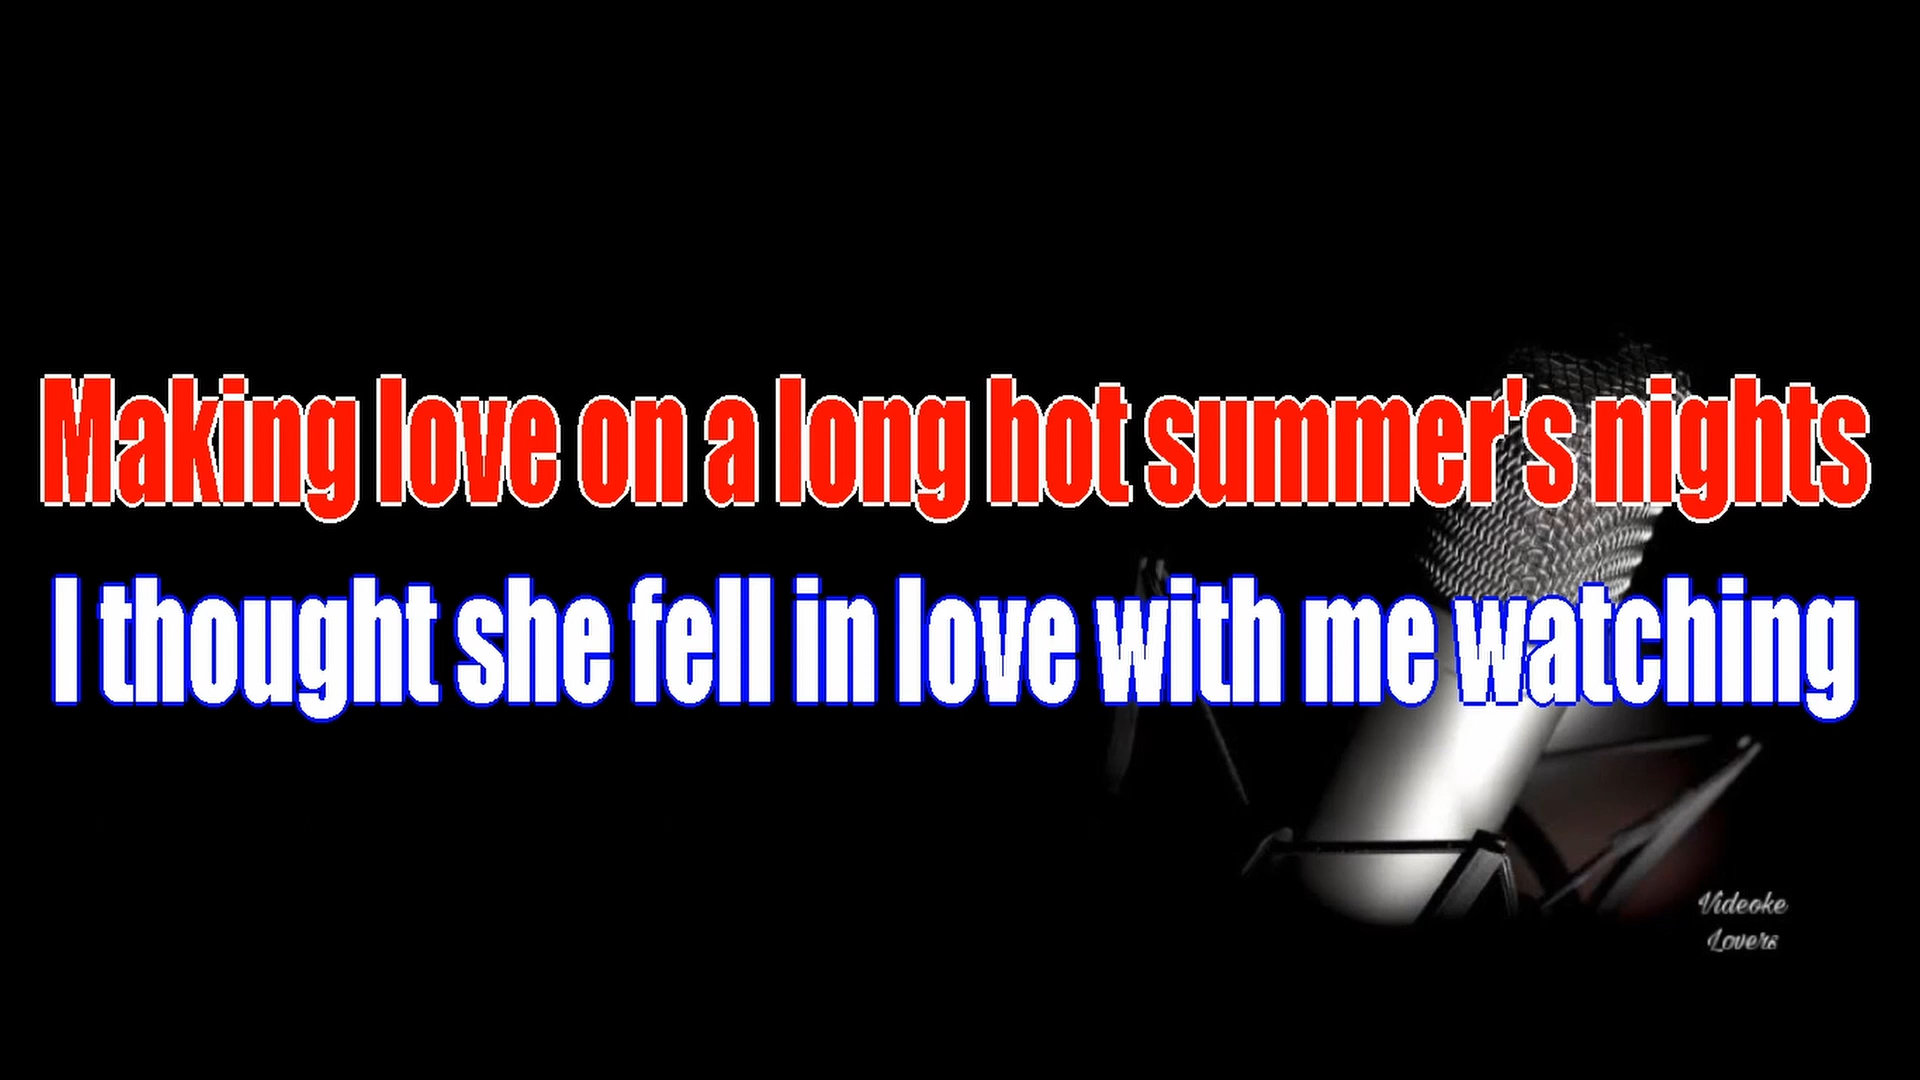 Making love on a long hot summer's nights
I thought she fell in love with me watching
Videoke
Lovers